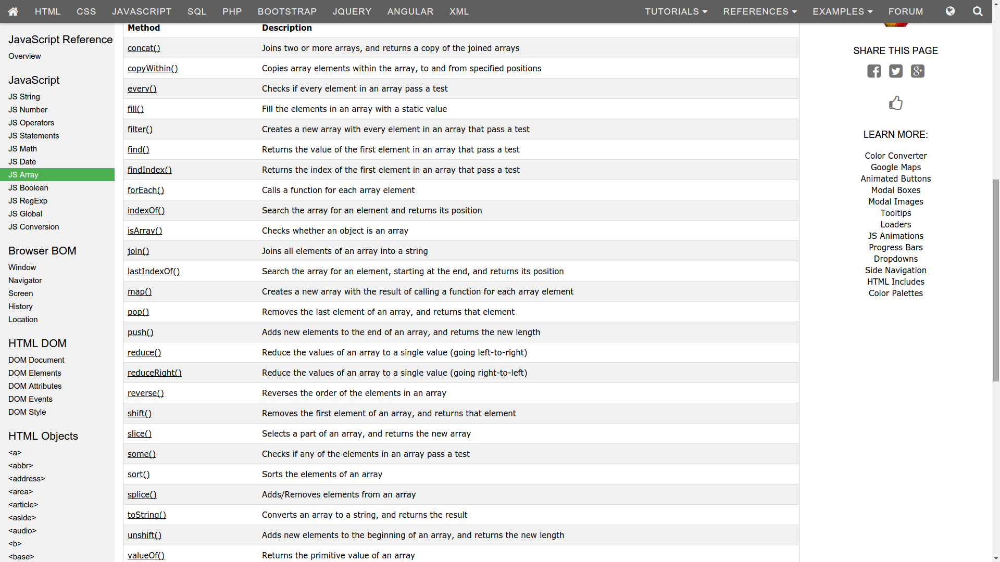 HTML CSS JAVASCRIPT SQL PHP BOOTSTRAP JQUERY ANGULAR XML TUTORIALS REFERENCES EXAMPLES FORUM
JavaScript Reference
Overview
JavaScript
JS String
JS Number
JS Operators
JS Statements
JS Math
JS Date
JS Array
JS Boolean
JS RegExp
JS Global
JS Conversion
Browser BOM
Window
Navigator
Screen
History
Location
HTML DOM
DOM Document
DOM Elements
DOM Attributes
DOM Events
DOM Style
HTML Objects
<a>
<abbr>
<address>
<area>
<article>
<aside>
<audio>
<b>
<base>
Method Description
concat() Joins two or more arrays, and returns a copy of the joined arrays
copyWithin() Copies array elements within the array, to and from specified positions
every() Checks if every element in an array pass a test
fill() Fill the elements in an array with a static value
filter() Creates a new array with every element in an array that pass a test
find() Returns the value of the first element in an array that pass a test
findIndex() Returns the index of the first element in an array that pass a test
forEach() Calls a function for each array element
indexOf() Search the array for an element and returns its position
isArray() Checks whether an object is an array
join() Joins all elements of an array into a string
lastIndexOf() Search the array for an element, starting at the end, and returns its position
map() Creates a new array with the result of calling a function for each array element
pop() Removes the last element of an array, and returns that element
push() Adds new elements to the end of an array, and returns the new length
reduce() Reduce the values of an array to a single value (going left-to-right)
reduceRight() Reduce the values of an array to a single value (going right-to-left)
reverse() Reverses the order of the elements in an array
shift() Removes the first element of an array, and returns that element
slice() Selects a part of an array, and returns the new array
some() Checks if any of the elements in an array pass a test
sort() Sorts the elements of an array
splice() Adds/Removes elements from an array
toString() Converts an array to a string, and returns the result
unshift() Adds new elements to the beginning of an array, and returns the new length
valueOf() Returns the primitive value of an array
SHARE THIS PAGE
LEARN MORE:
Color Converter
Google Maps
Animated Buttons
Modal Boxes
Modal Images
Tooltips
Loaders
JS Animations
Progress Bars
Dropdowns
Side Navigation
HTML Includes
Color Palettes